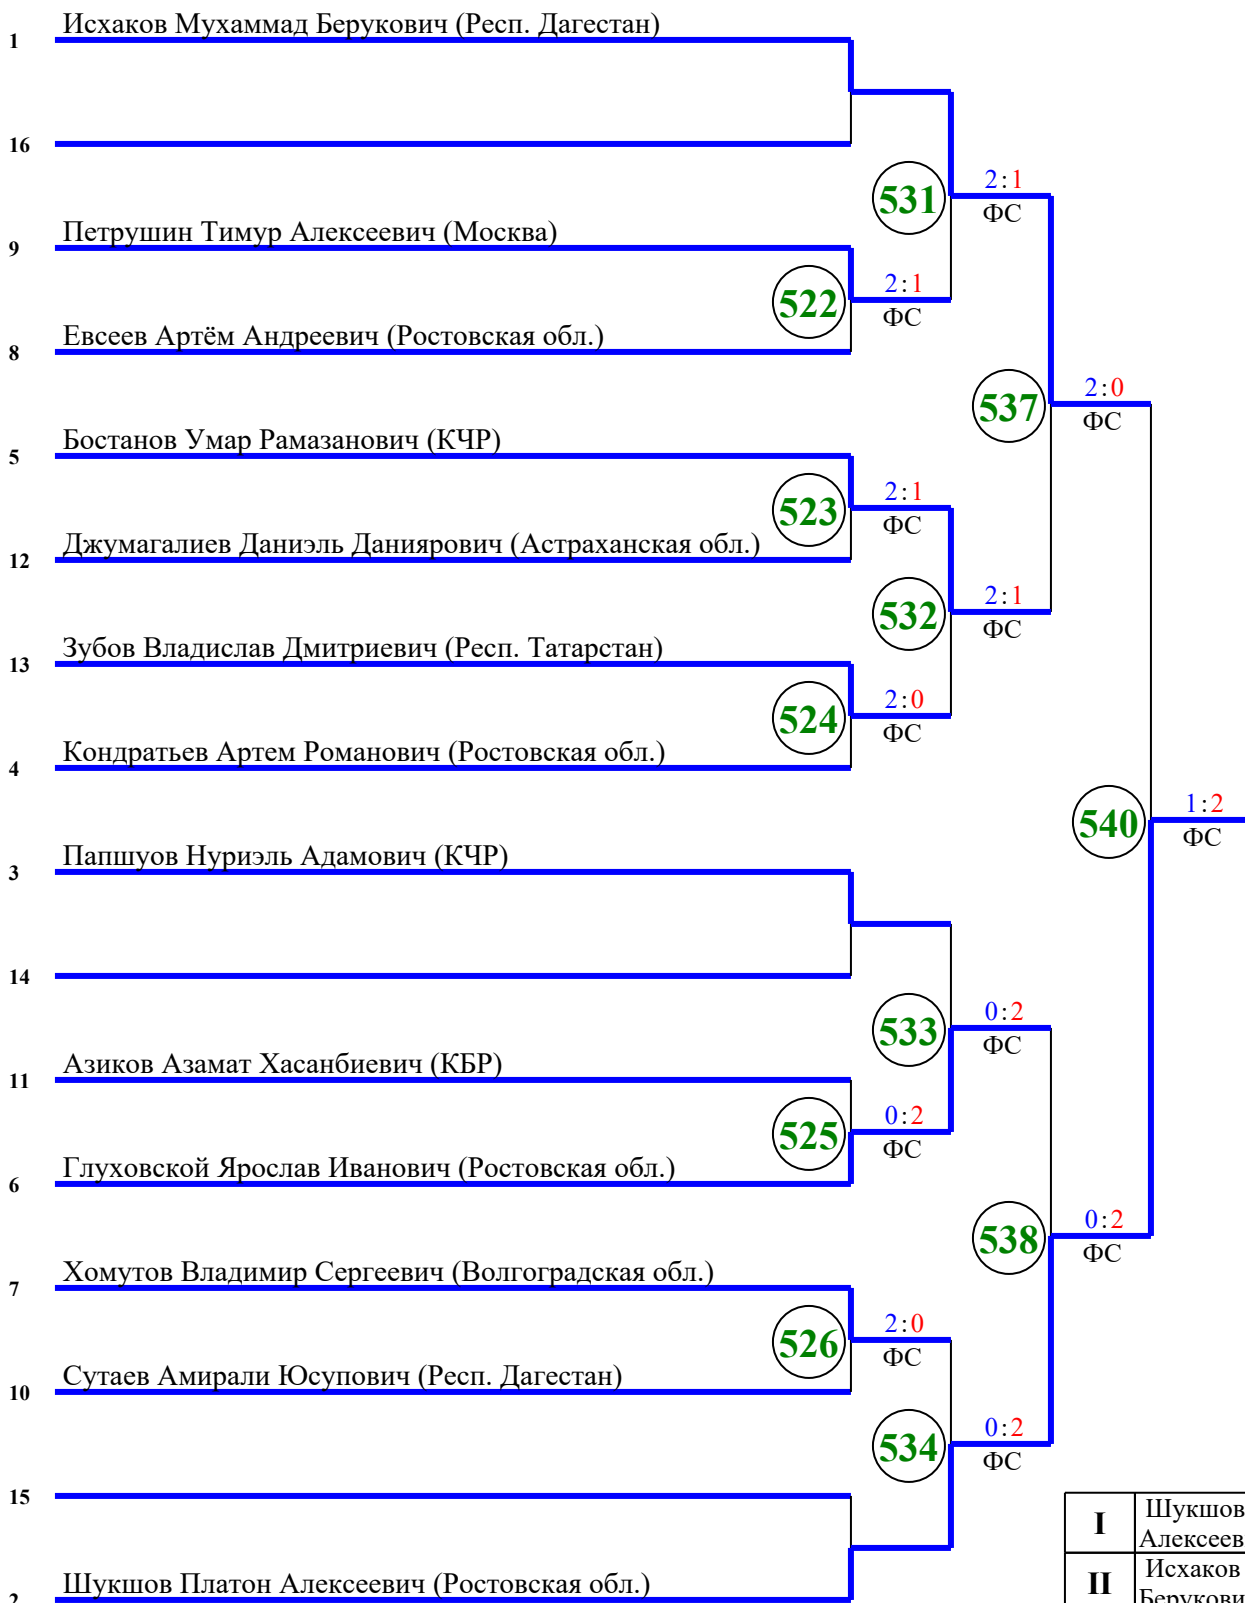 Исхаков Мухаммад Берукович (Респ. Дагестан)
1
16
531
2:1
ФС
Петрушин Тимур Алексеевич (Москва)
9
522
2:1
ФС
Евсеев Артём Андреевич (Ростовская обл.)
8
537
2:0
ФС
Бостанов Умар Рамазанович (КЧР)
5
523
2:1
ФС
Джумагалиев Даниэль Даниярович (Астраханская обл.)
12
532
2:1
ФС
Зубов Владислав Дмитриевич (Респ. Татарстан)
13
524
2:0
ФС
Кондратьев Артем Романович (Ростовская обл.)
4
540
1:2
ФС
Папшуов Нуриэль Адамович (КЧР)
3
14
533
0:2
ФС
Азиков Азамат Хасанбиевич (КБР)
11
525
0:2
ФС
Глуховской Ярослав Иванович (Ростовская обл.)
6
538
0:2
ФС
Хомутов Владимир Сергеевич (Волгоградская обл.)
7
526
2:0
ФС
Сутаев Амирали Юсупович (Респ. Дагестан)
10
534
0:2
ФС
15
Шукшов Платон Алексеевич (Ростовская обл.)
2
I
Шукшов
Алексеев
II
Исхаков
Берукови